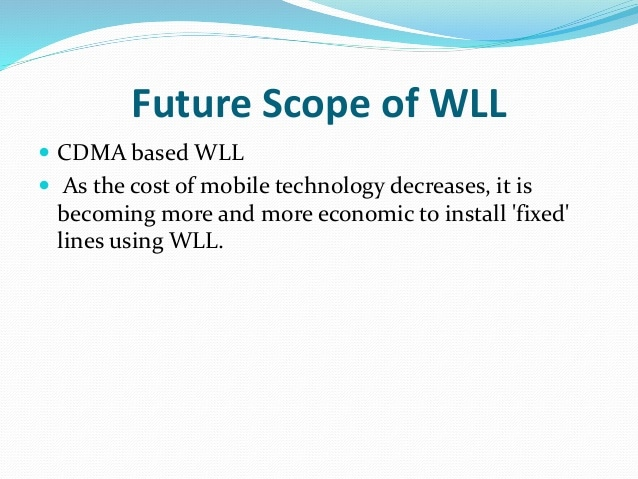 Future Scope of WLL
• CDMA based WLL
• As the cost of mobile technology decreases, it is
becoming more and more economic to install 'fixed'
lines using WLL.